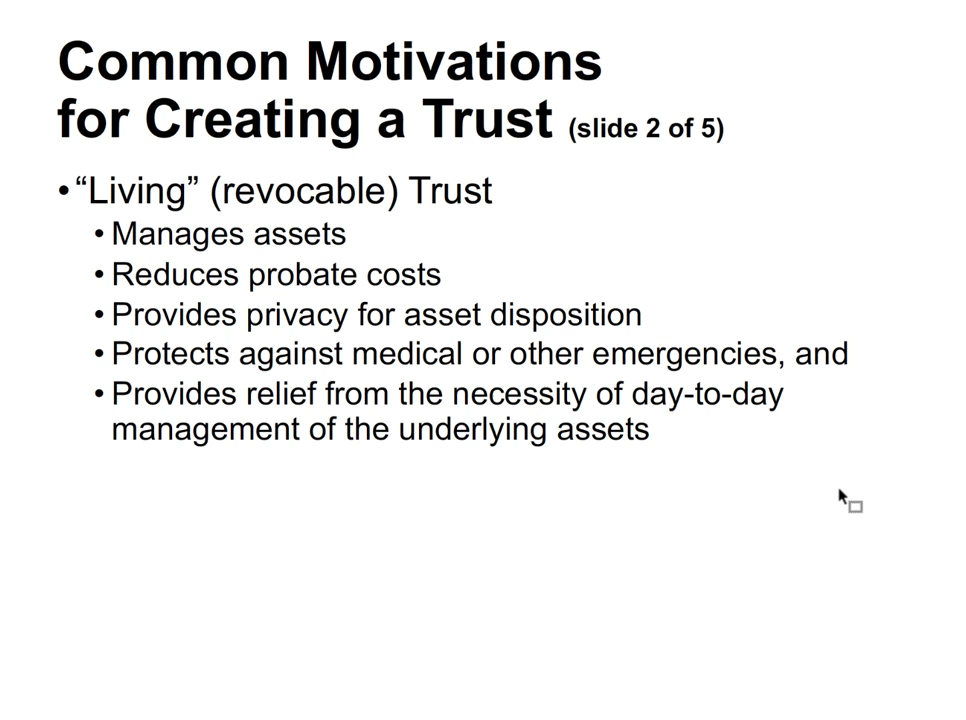 Common Motivations
for Creating a Trust (slide 2 of 5)
• “Living” (revocable) Trust
• Manages assets
• Reduces probate costs
• Provides privacy for asset disposition
• Protects against medical or other emergencies, and
• Provides relief from the necessity of day-to-day
management of the underlying assets